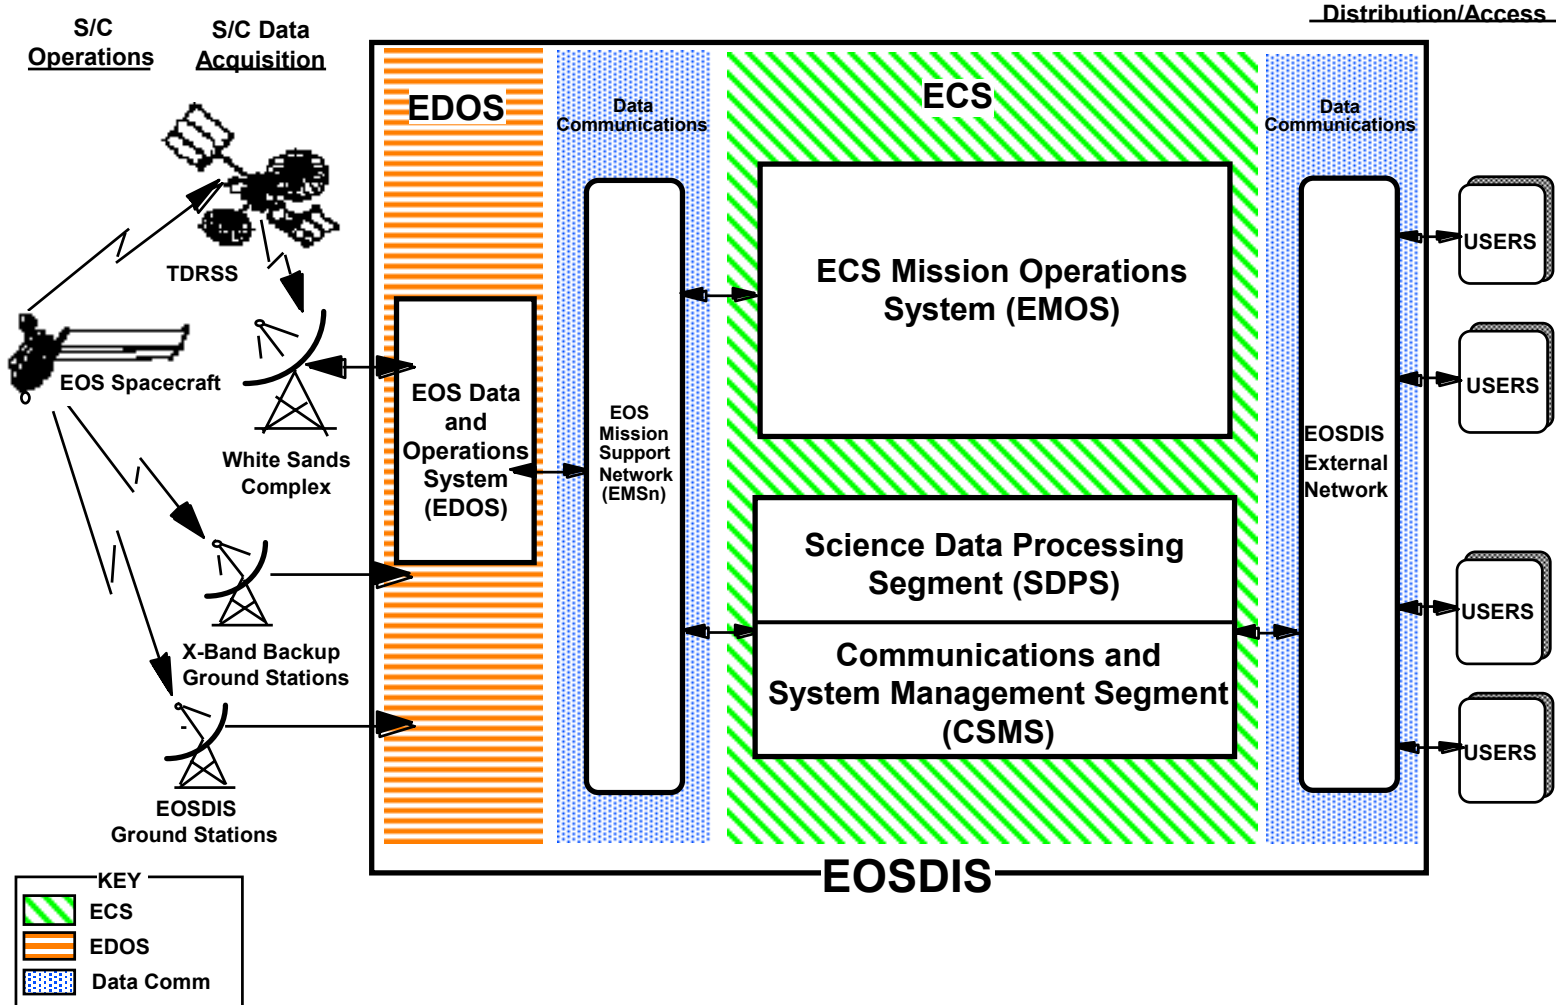 S/C
Operations
S/C Data
Acquisition
Distribution/Access
EDOS
Data
Communications
ECS
Data
Communications
TDRSS
EOS Spacecraft
White Sands
Complex
X-Band Backup
Ground Stations
EOSDIS
Ground Stations
EOS Data
and
Operations
System
(EDOS)
EOS
Mission
Support
Network
(EMSn)
ECS Mission Operations
System (EMOS)
Science Data Processing
Segment (SDPS)
Communications and
System Management Segment
(CSMS)
EOSDIS
External
Network
USERS
USERS
USERS
USERS
EOSDIS
KEY
ECS
EDOS
Data Comm